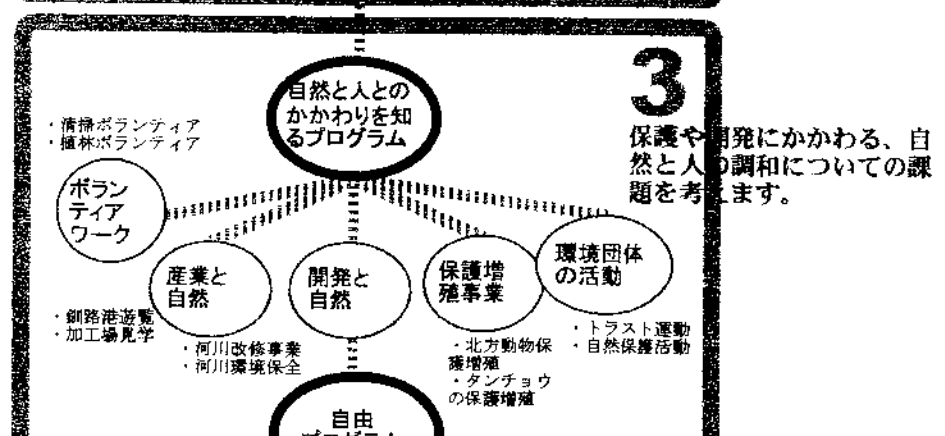 自然と人との
かかわりを知
るプログラム
3
保護や開発にかかわる、自
然と人の調和についての課
題を考えます。
・清掃ボランティア
・植林ボランティア
ボラン
ティア
ワーク
産業と
自然
・釧路港遊覧
・加工場見学
開発と
自然
・河川改修事業
・河川環境保全
保護増
殖事業
・北方動物保
護増殖
・タンチョウ
の保護増殖
環境団体
の活動
・トラスト運動
・自然保護活動
自由
プログラム